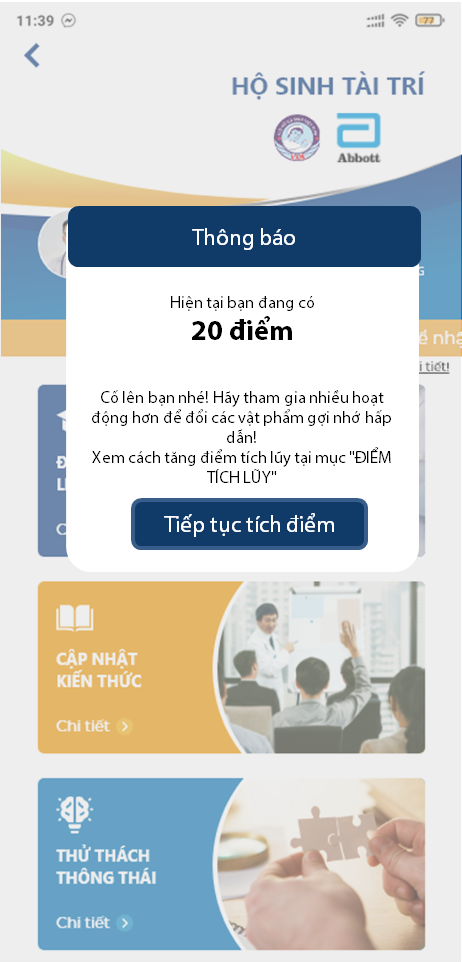 11:39
77
HỘ SINH TÀI TRÍ
Abbott
Thông báo
Hiện tại bạn đang có
20 điểm
Cố lên bạn nhé! Hãy tham gia nhiều hoạt
động hơn để đổi các vật phẩm gợi nhớ hấp
dẫn!
Xem cách tăng điểm tích lũy tại mục "ĐIỂM
TÍCH LŨY"
Tiếp tục tích điểm
CẬP NHẬT
KIẾN THỨC
Chi tiết
THỬ THÁCH
THÔNG THÁI
Chi tiết